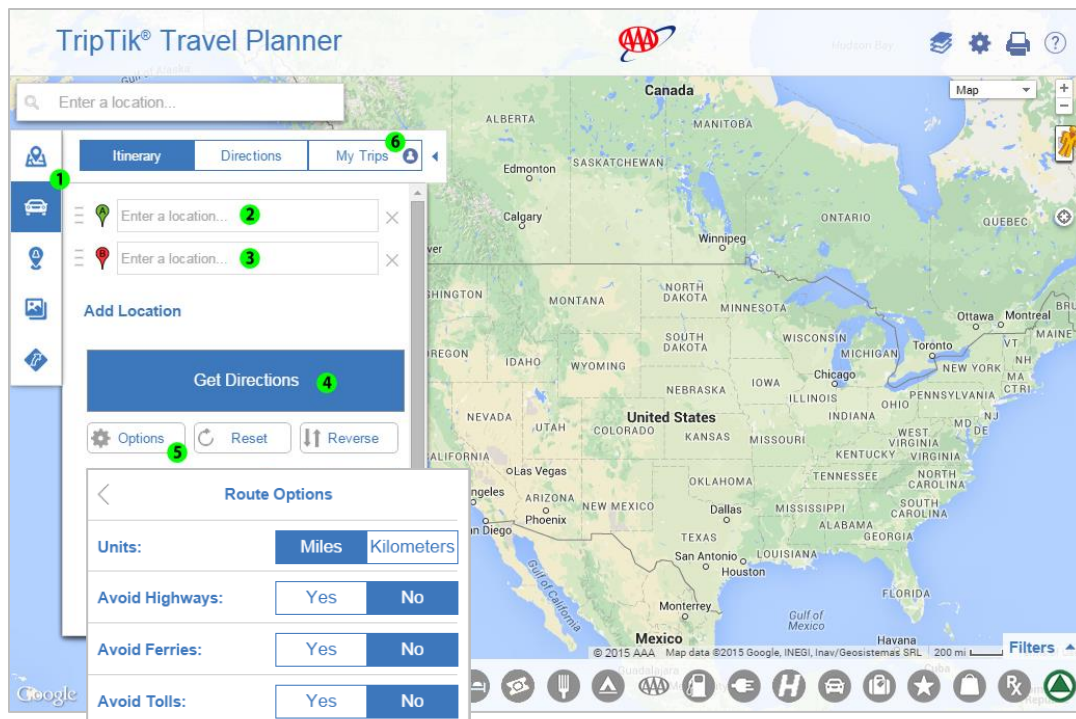 TripTik® Travel Planner
AAA
Hudson Bay
?
Enter a location...
Map
+
−
Itinerary
Directions
My Trips
6
1
A
Enter a location...
2
B
Enter a location...
3
Add Location
Get Directions
4
Options
5
Reset
Reverse
Route Options
Units:
Miles
Kilometers
Avoid Highways:
Yes
No
Avoid Ferries:
Yes
No
Avoid Tolls:
Yes
No
Canada
ALBERTA
MANITOBA
SASKATCHEWAN
Edmonton
Calgary
ONTARIO
QUEBEC
Winnipeg
NORTH DAKOTA
MONTANA
MINNESOTA
Ottawa
Montreal
MAINE
SOUTH DAKOTA
WISCONSIN
MICHIGAN
Toronto
VT
NH
IDAHO
WYOMING
NEW YORK
MA
CT
RI
Chicago
IOWA
NEBRASKA
ILLINOIS
OHIO
PENNSYLVANIA
INDIANA
NJ
MD
DE
NEVADA
UTAH
United States
COLORADO
KANSAS
MISSOURI
WEST VIRGINIA
KENTUCKY
VIRGINIA
Las Vegas
OKLAHOMA
TENNESSEE
NORTH CAROLINA
ARIZONA
NEW MEXICO
Phoenix
Dallas
MISSISSIPPI
SOUTH CAROLINA
ALABAMA
GEORGIA
TEXAS
San Antonio
LOUISIANA
Houston
FLORIDA
Gulf of California
Monterrey
Gulf of Mexico
Mexico
Havana
© 2015 AAA
Map data ©2015 Google, INEGI, Inav/Geosistemas SRL
200 mi
Filters
Guadalajara
Cuba
Google
AAA
H
Rx